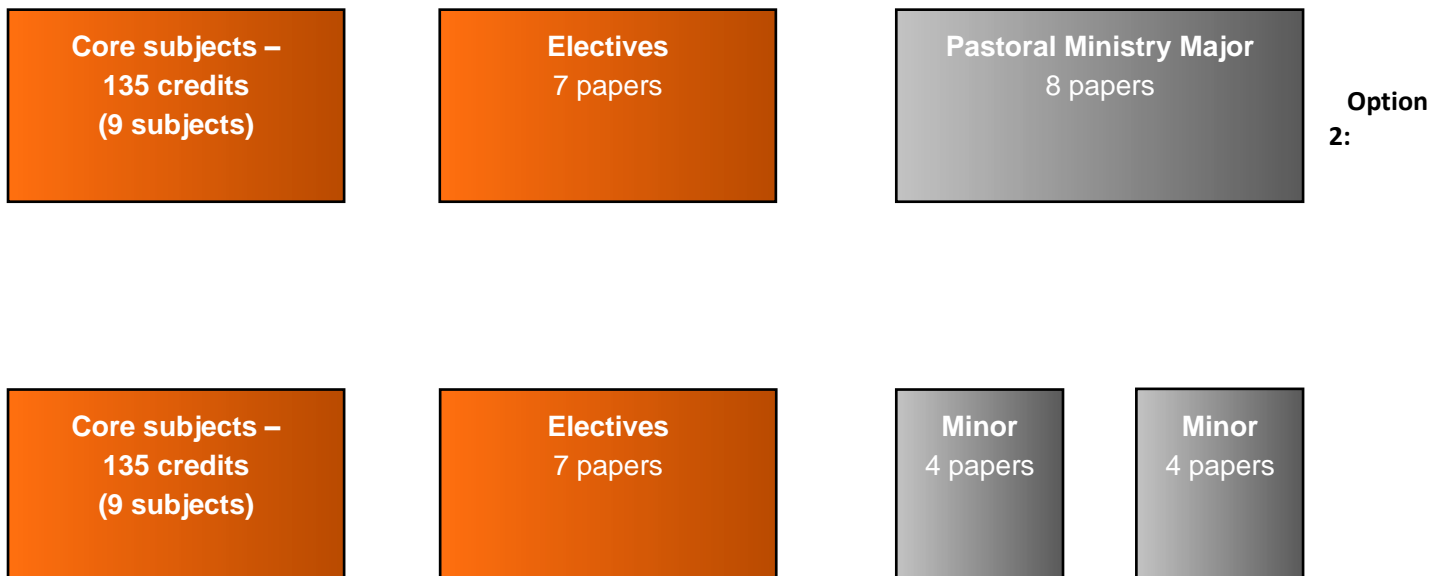 Core subjects –
135 credits
(9 subjects)
Electives
7 papers
Pastoral Ministry Major
8 papers
Option
2:
Core subjects –
135 credits
(9 subjects)
Electives
7 papers
Minor
4 papers
Minor
4 papers